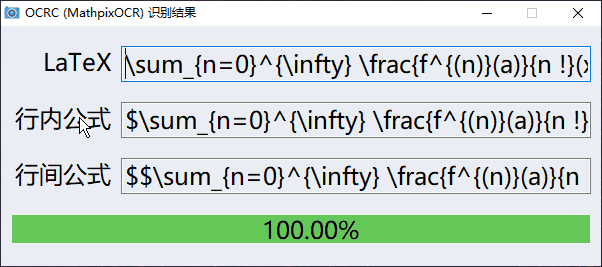 OCRC (MathpixOCR) 识别结果
LaTeX \sum_{n=0}^{\infty} \frac{f^{(n)}(a)}{n !}(x
行内公式 $\sum_{n=0}^{\infty} \frac{f^{(n)}(a)}{n !}
行间公式 $$\sum_{n=0}^{\infty} \frac{f^{(n)}(a)}{n
100.00%